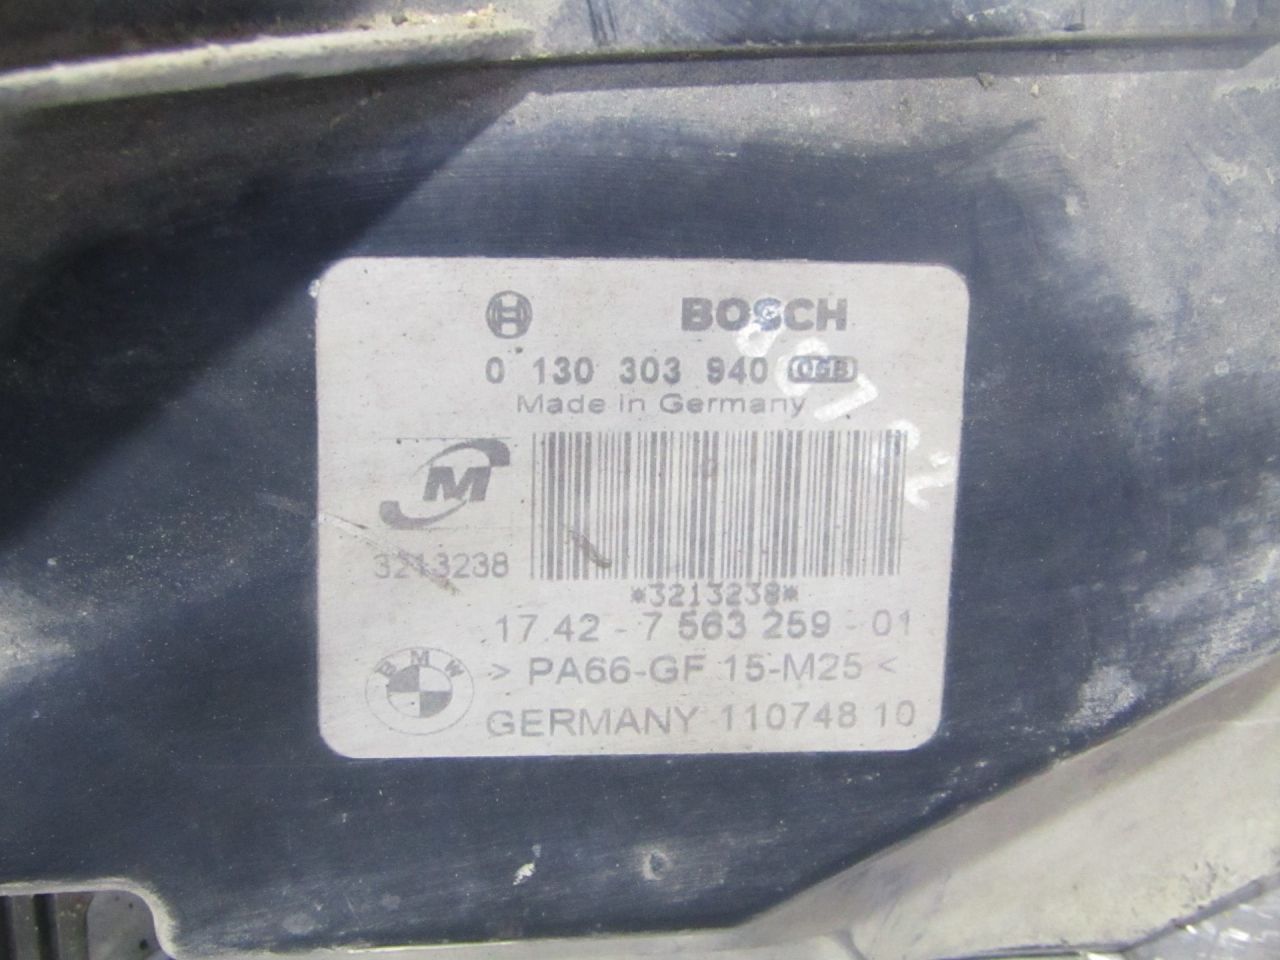 BOSCH
0 130 303 940
Made in Germany
M
3213238
*3213238*
17.42 - 7 563 259 - 01
BMW
> PA66-GF 15-M25 <
GERMANY 110748 10